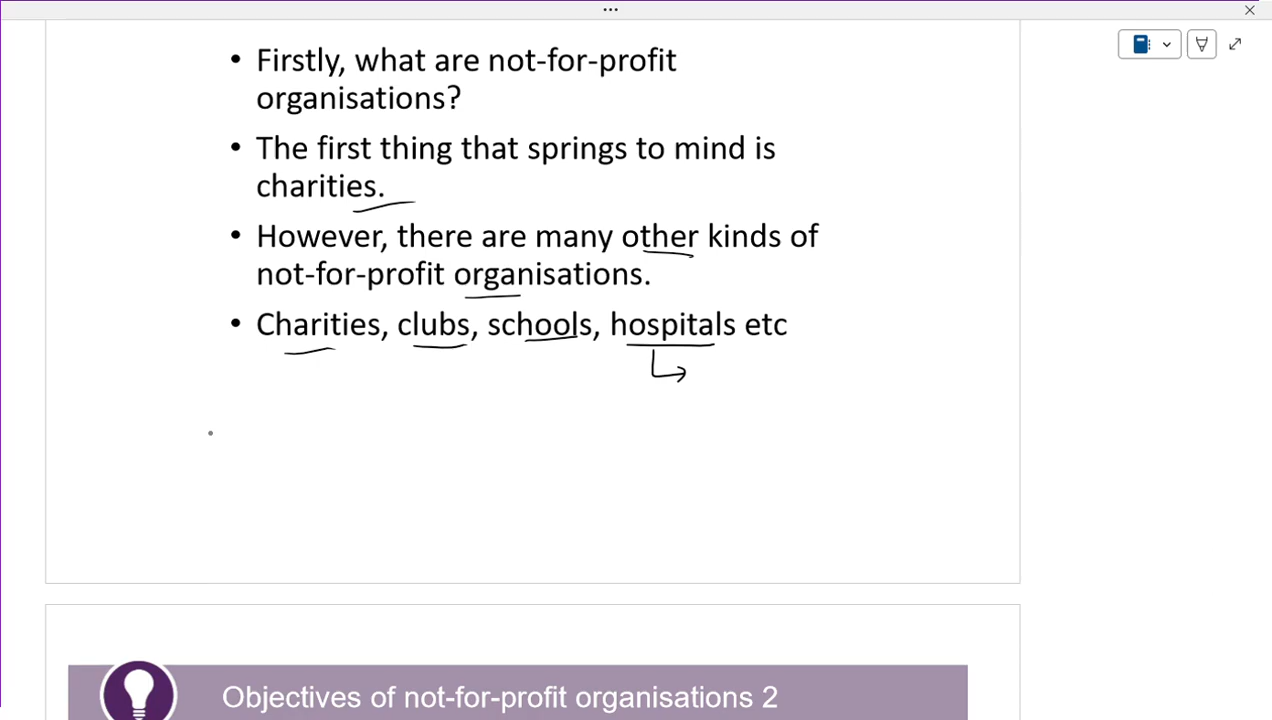 • Firstly, what are not-for-profit
organisations?
• The first thing that springs to mind is
charities.
• However, there are many other kinds of
not-for-profit organisations.
• Charities, clubs, schools, hospitals etc
Objectives of not-for-profit organisations 2